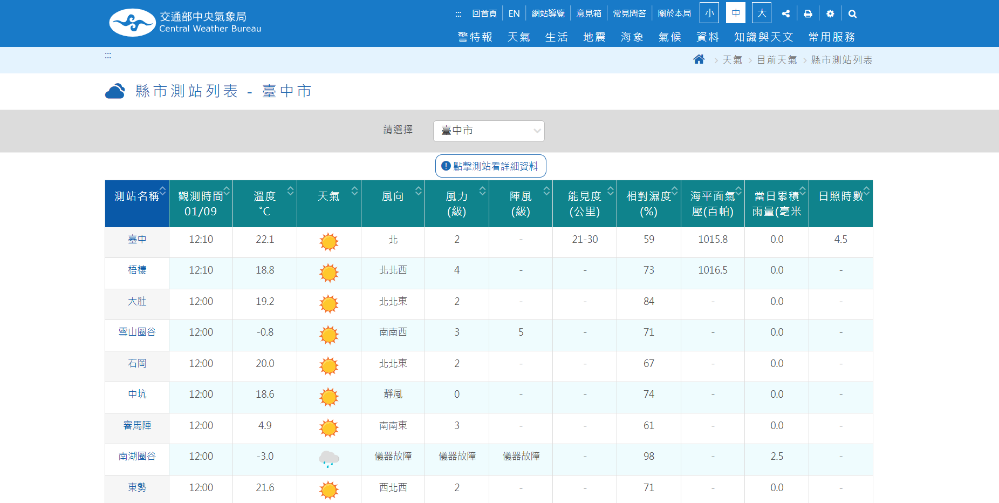 交通部中央氣象局
Central Weather Bureau
::: 回首頁 EN 網站導覽 意見箱 常見問答 關於本局 小 中 大
警特報 天氣 生活 地震 海象 氣候 資料 知識與天文 常用服務
:::
天氣 目前天氣 縣市測站列表
縣市測站列表 - 臺中市
請選擇 臺中市
點擊測站看詳細資料
測站名稱 觀測時間 溫度 天氣 風向 風力 陣風 能見度 相對濕度 海平面氣 當日累積 日照時數
01/09 °C (級) (級) (公里) (%) 壓(百帕) 雨量(毫米
臺中 12:10 22.1 北 2 - 21-30 59 1015.8 0.0 4.5
梧棲 12:10 18.8 北北西 4 - - 73 1016.5 0.0 -
大肚 12:00 19.2 北北東 2 - - 84 - 0.0 -
雪山圈谷 12:00 -0.8 南南西 3 5 - 71 - 0.0 -
石岡 12:00 20.0 北北東 2 - - 67 - 0.0 -
中坑 12:00 18.6 靜風 0 - - 74 - 0.0 -
審馬陣 12:00 4.9 南南東 3 - - 61 - 0.0 -
南湖圈谷 12:00 -3.0 儀器故障 儀器故障 儀器故障 - 98 - 2.5 -
東勢 12:00 21.6 西北西 2 - - 71 - 0.0 -